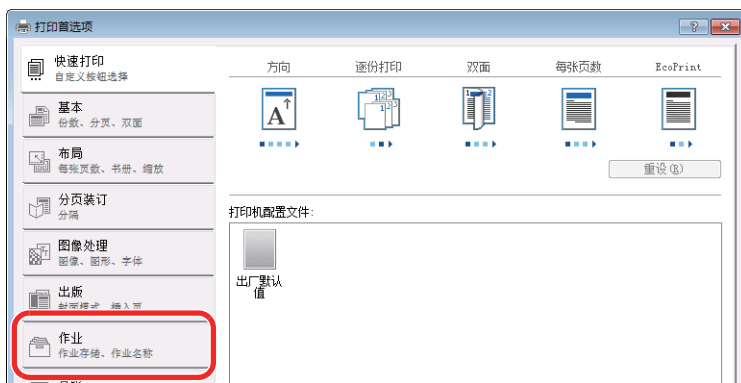 打印首选项
快速打印
自定义按钮选择
基本
份数、分页、双面
布局
每张页数、书册、缩放
分页装订
分隔
图像处理
图像、图形、字体
出版
封面模式、插入页
作业
作业存储、作业名称
方向
逐份打印
双面
每张页数
EcoPrint
重设(R)
打印机配置文件:
出厂默认
值